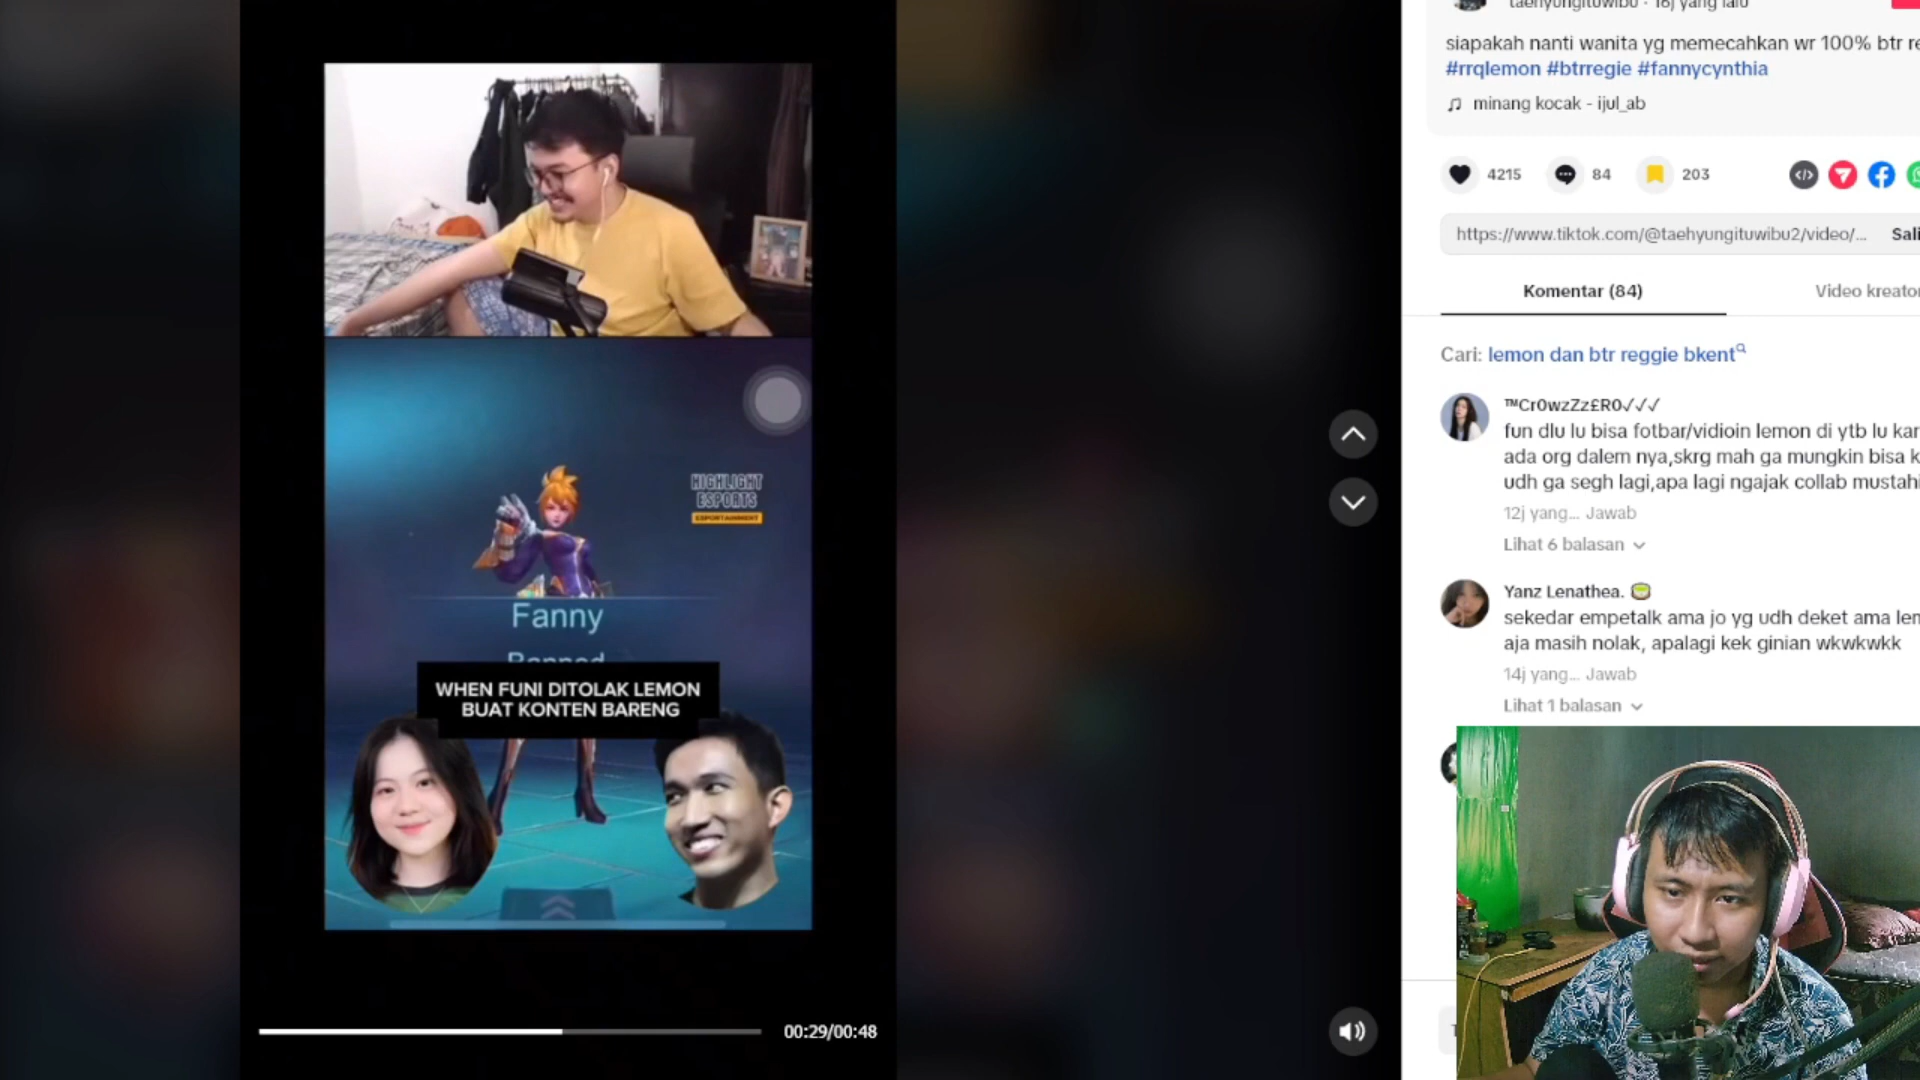 taehyungituwibu · 16j yang lalu
siapakah nanti wanita yg memecahkan wr 100% btr re
#rrqlemon #btrregie #fannycynthia
minang kocak - ijul_ab
4215
84
203
https://www.tiktok.com/@taehyungituwibu2/video/...
Sali
Komentar (84)
Video kreator
Cari: lemon dan btr reggie bkent
™Cr0wzZz£R0✓✓✓
fun dlu lu bisa fotbar/vidioin lemon di ytb lu kar
ada org dalem nya,skrg mah ga mungkin bisa k
udh ga segh lagi,apa lagi ngajak collab mustahi
12j yang... Jawab
Lihat 6 balasan
Yanz Lenathea. 🍵
sekedar empetalk ama jo yg udh deket ama lem
aja masih nolak, apalagi kek ginian wkwkwkk
14j yang... Jawab
Lihat 1 balasan
HIGHLIGHT
ESPORTS
ESPORTAINMENT
Fanny
Banned
WHEN FUNI DITOLAK LEMON
BUAT KONTEN BARENG
00:29/00:48